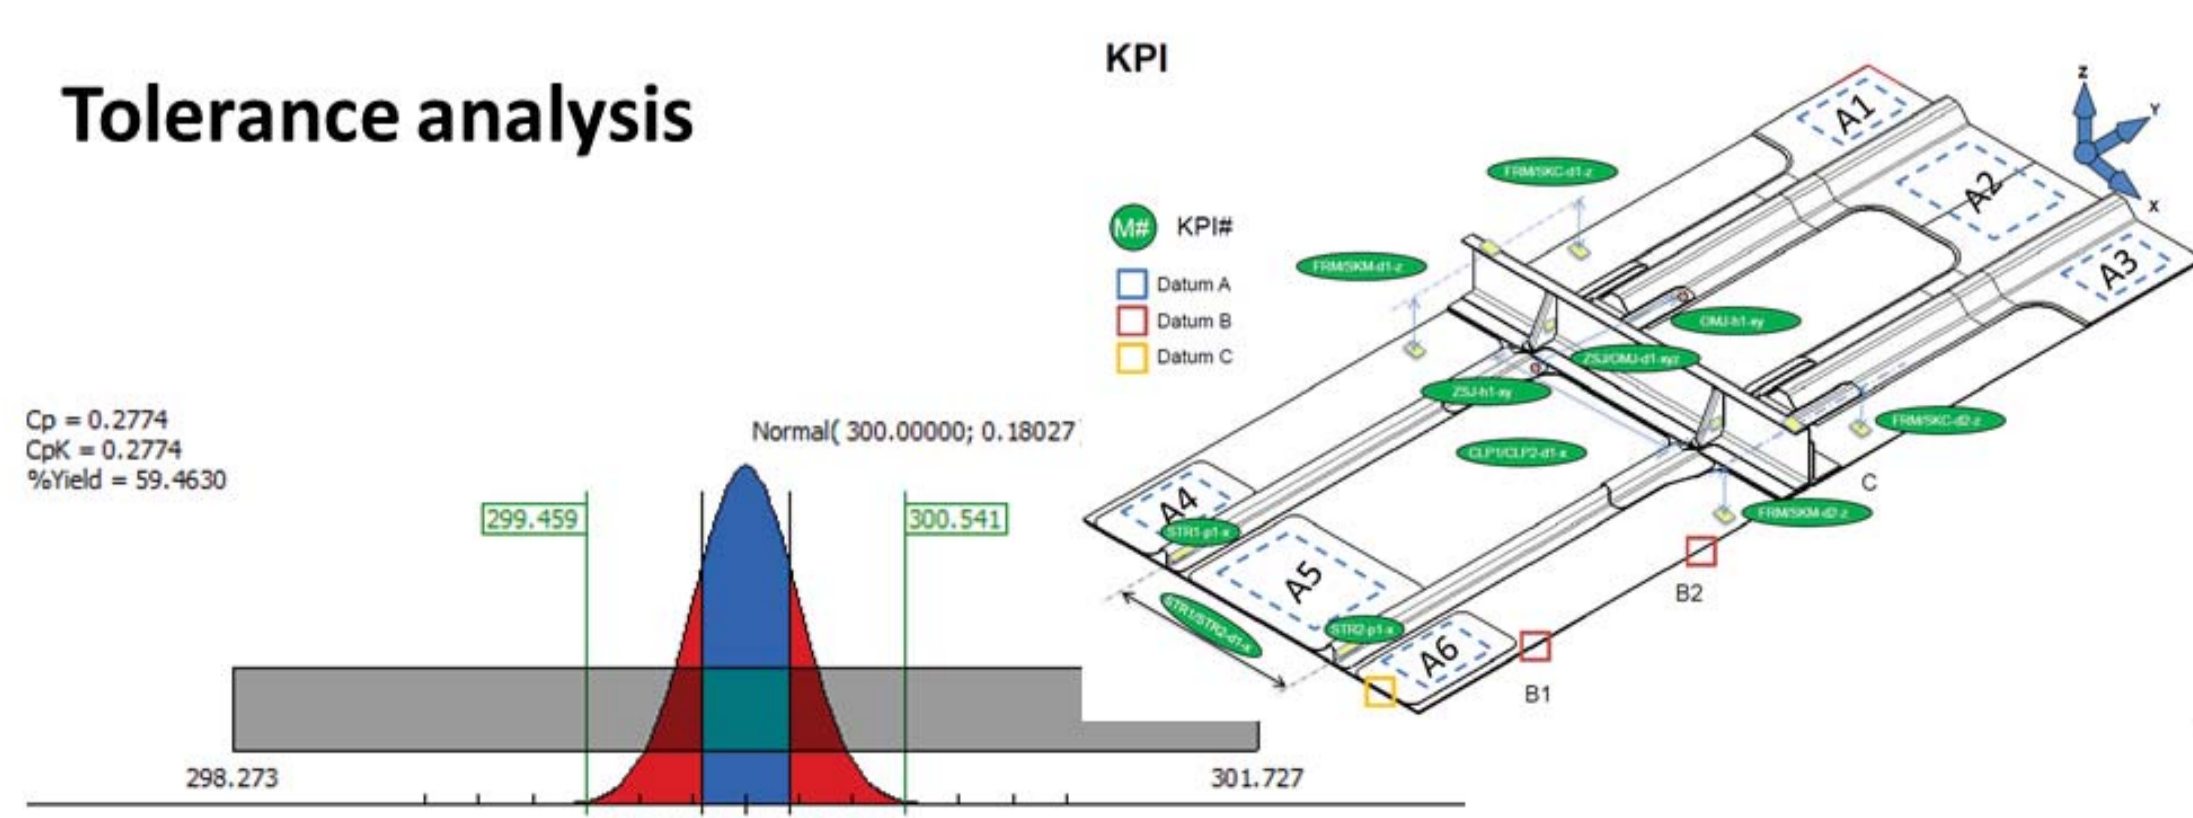 Tolerance analysis
Cp = 0.2774
CpK = 0.2774
%Yield = 59.4630
Normal( 300.00000; 0.18027)
299.459
300.541
298.273
301.727
KPI
M# KPI#
Datum A
Datum B
Datum C
Z
Y
X
A1
A2
A3
FRM/SKC-d1-z
FRM/SKM-d1-z
OMJ-h1-xy
ZSJ/OMJ-d1-xyz
ZSJ-h1-xy
FRM/SKC-d2-z
CLP1/CLP2-d1-x
C
FRM/SKM-d2-z
A4
STR1-p1-x
A5
B2
STR1/STR2-d1-x
STR2-p1-x
A6
B1